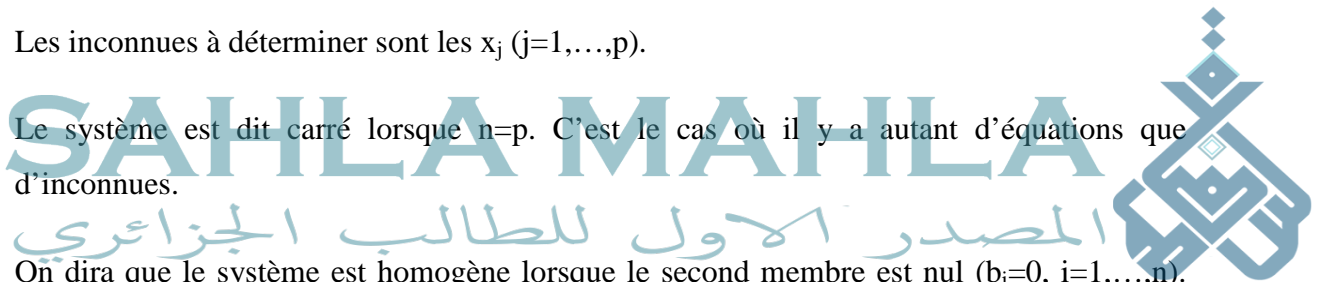 Les inconnues à déterminer sont les xⱼ (j=1,…,p).
SAHLA MAHLA
Le système est dit carré lorsque n=p. C’est le cas où il y a autant d’équations que
d’inconnues.
المصدر الاول للطالب الجزائري
On dira que le système est homogène lorsque le second membre est nul (bᵢ=0, i=1,…,n).